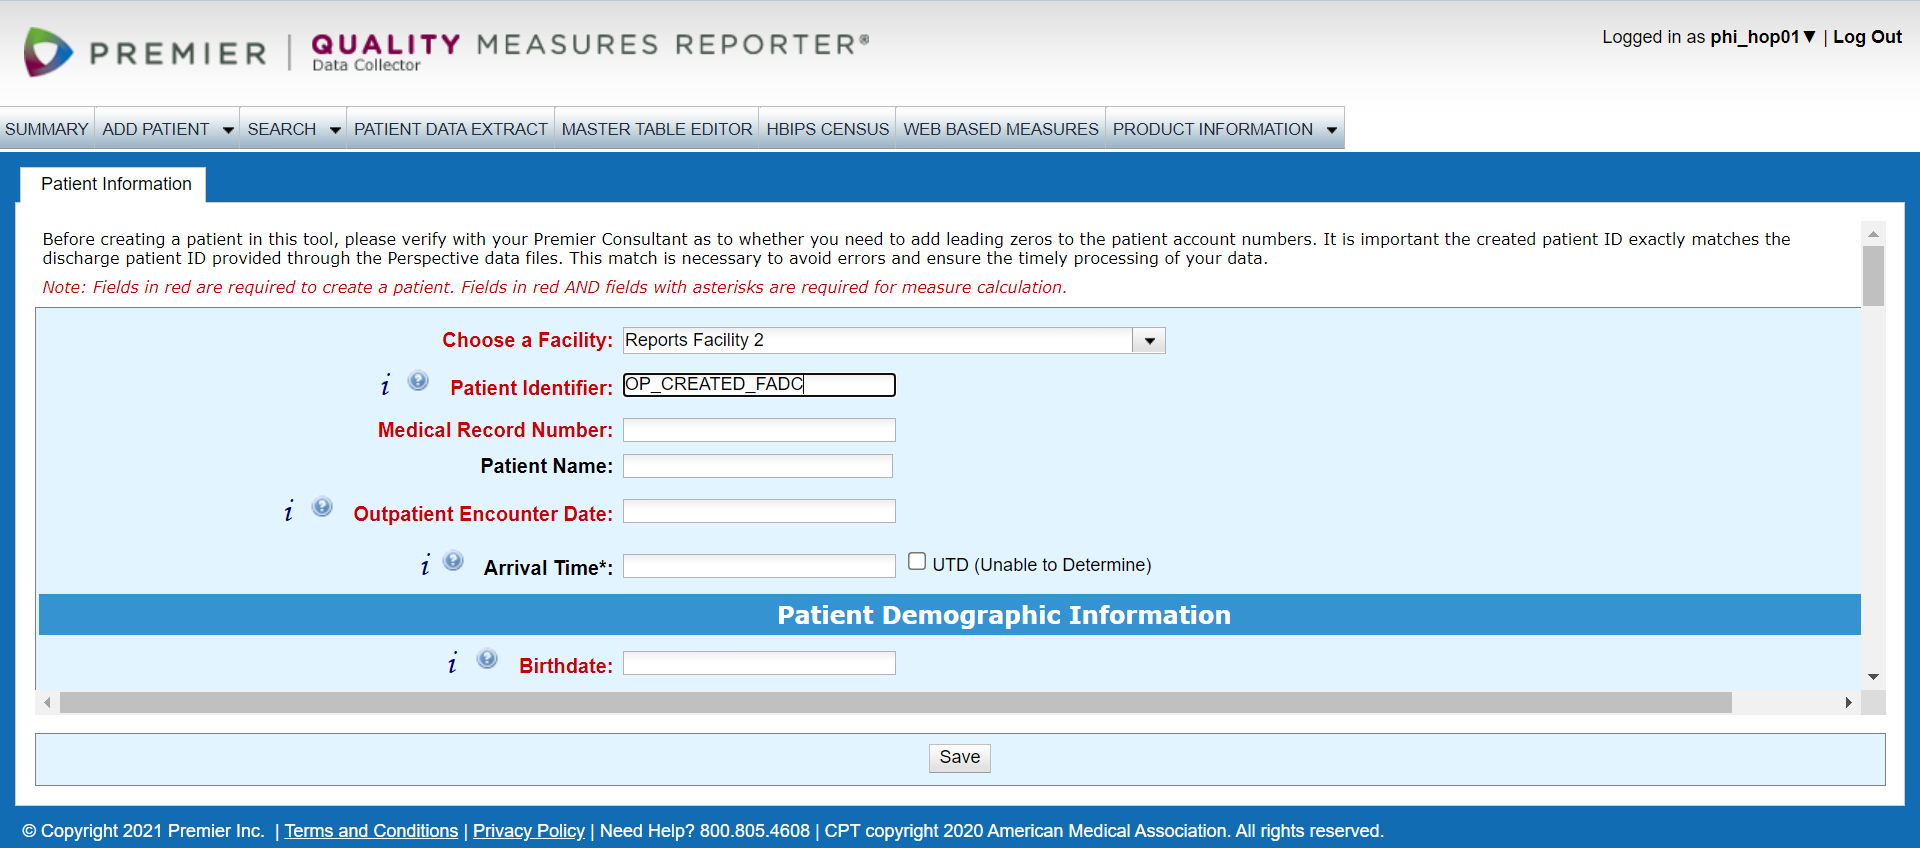 PREMIER | QUALITY MEASURES REPORTER®
Data Collector
Logged in as phi_hop01▼ | Log Out
SUMMARY ADD PATIENT SEARCH PATIENT DATA EXTRACT MASTER TABLE EDITOR HBIPS CENSUS WEB BASED MEASURES PRODUCT INFORMATION
Patient Information
Before creating a patient in this tool, please verify with your Premier Consultant as to whether you need to add leading zeros to the patient account numbers. It is important the created patient ID exactly matches the
discharge patient ID provided through the Perspective data files. This match is necessary to avoid errors and ensure the timely processing of your data.
Note: Fields in red are required to create a patient. Fields in red AND fields with asterisks are required for measure calculation.
Choose a Facility: Reports Facility 2
i ? Patient Identifier: OP_CREATED_FADC
Medical Record Number:
Patient Name:
i ? Outpatient Encounter Date:
i ? Arrival Time*: UTD (Unable to Determine)
Patient Demographic Information
i ? Birthdate:
Save
© Copyright 2021 Premier Inc. | Terms and Conditions | Privacy Policy | Need Help? 800.805.4608 | CPT copyright 2020 American Medical Association. All rights reserved.